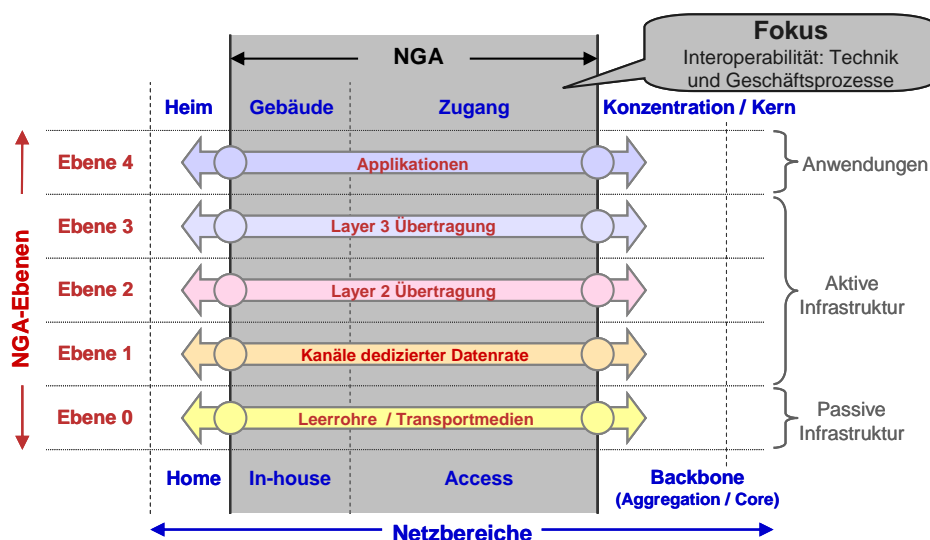 Fokus
Interoperabilität: Technik
und Geschäftsprozesse
NGA
Heim
Gebäude
Zugang
Konzentration / Kern
NGA-Ebenen
Ebene 4
Applikationen
Anwendungen
Ebene 3
Layer 3 Übertragung
Ebene 2
Layer 2 Übertragung
Aktive
Infrastruktur
Ebene 1
Kanäle dedizierter Datenrate
Ebene 0
Leerrohre / Transportmedien
Passive
Infrastruktur
Home
In-house
Access
Backbone
(Aggregation / Core)
Netzbereiche